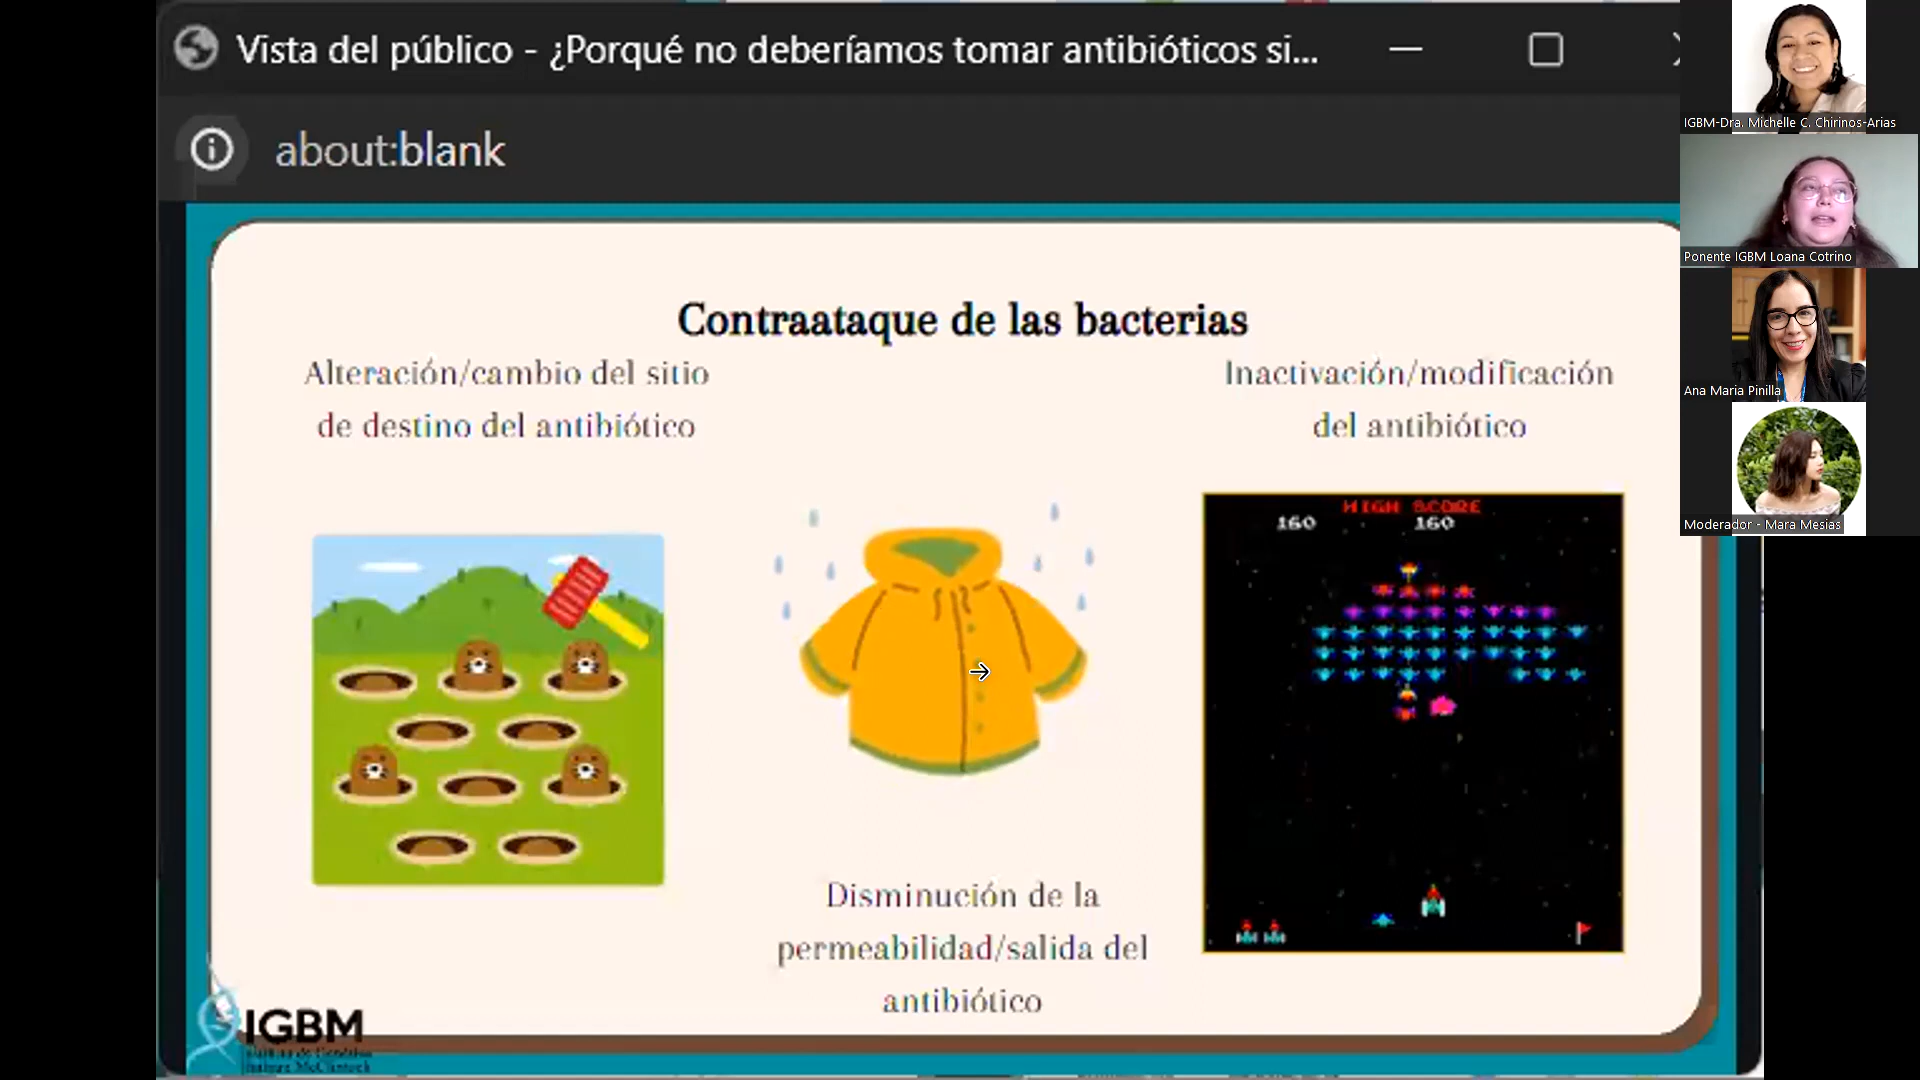 Vista del público - ¿Porqué no deberíamos tomar antibióticos si...
about:blank
Contraataque de las bacterias
Alteración/cambio del sitio
de destino del antibiótico
Inactivación/modificación
del antibiótico
HIGH SCORE
160 160
Disminución de la
permeabilidad/salida del
antibiótico
IGBM
IGBM-Dra. Michelle C. Chirinos-Arias
Ponente IGBM Loana Cotrino
Ana Maria Pinilla
Moderador - Mara Mesias